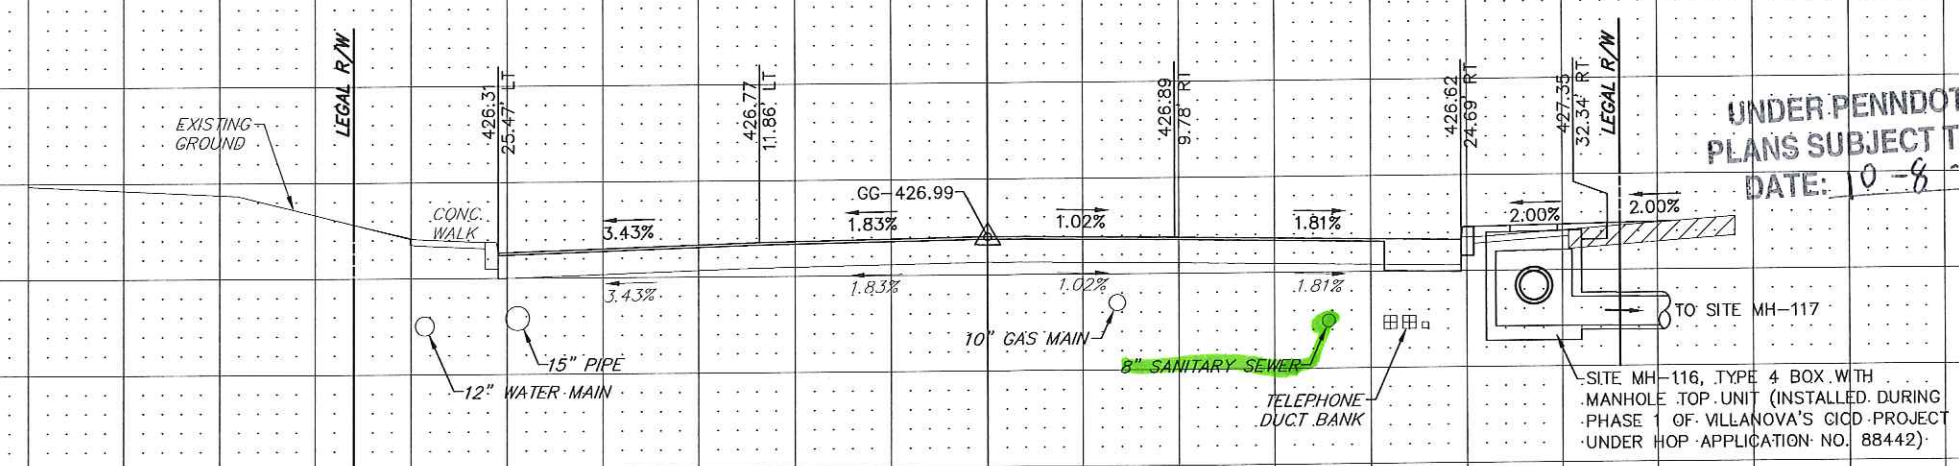 LEGAL R/W
EXISTING
GROUND
426.31
25.47' LT
426.77
11.86' LT
426.89
9.78' RT
426.62
24.69' RT
427.35
32.34' RT
LEGAL R/W
UNDER PENNDOT
PLANS SUBJECT T
DATE: 10-8-
CONC.
WALK
3.43%
1.83%
GG-426.99
1.02%
1.81%
2.00%
2.00%
3.43%
1.83%
1.02%
1.81%
12" WATER MAIN
15" PIPE
10" GAS MAIN
8" SANITARY SEWER
TELEPHONE
DUCT BANK
TO SITE MH-117
SITE MH-116, TYPE 4 BOX WITH
MANHOLE TOP UNIT (INSTALLED DURING
PHASE 1 OF VILLANOVA'S CICD PROJECT
UNDER HOP APPLICATION NO. 88442)